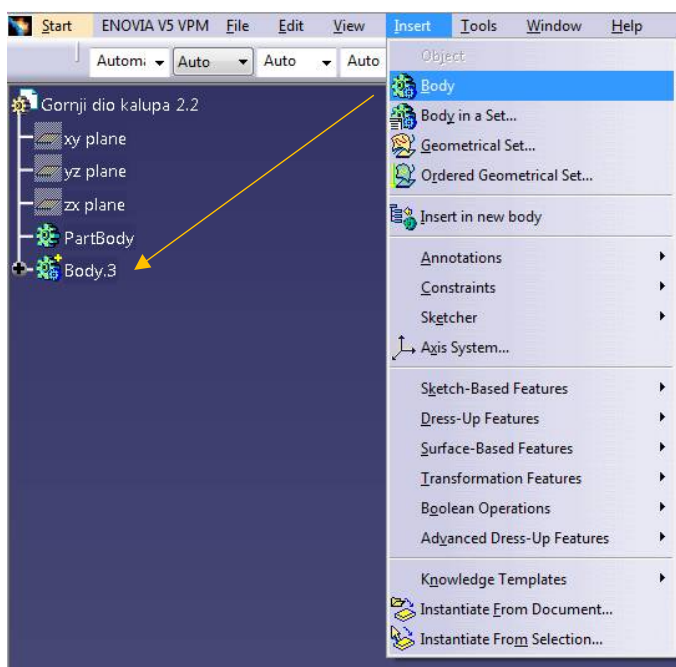 Start ENOVIA V5 VPM File Edit View Insert Tools Window Help
Automa Auto Auto Auto
Gornji dio kalupa 2.2
xy plane
yz plane
zx plane
PartBody
Body.3
Object
Body
Body in a Set...
Geometrical Set...
Ordered Geometrical Set...
Insert in new body
Annotations
Constraints
Sketcher
Axis System...
Sketch-Based Features
Dress-Up Features
Surface-Based Features
Transformation Features
Boolean Operations
Advanced Dress-Up Features
Knowledge Templates
Instantiate From Document...
Instantiate From Selection...